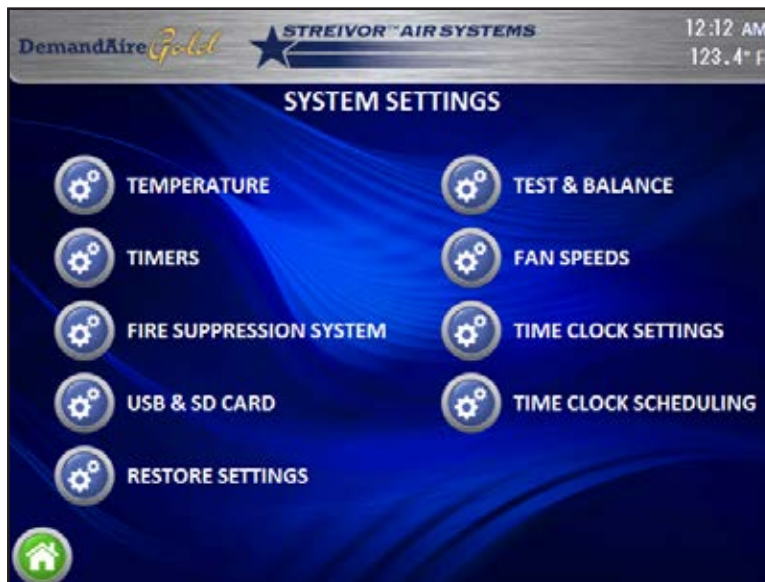 DemandAire Gold
STREIVOR™ AIR SYSTEMS
12:12 AM
123.4° F
SYSTEM SETTINGS
TEMPERATURE
TEST & BALANCE
TIMERS
FAN SPEEDS
FIRE SUPPRESSION SYSTEM
TIME CLOCK SETTINGS
USB & SD CARD
TIME CLOCK SCHEDULING
RESTORE SETTINGS